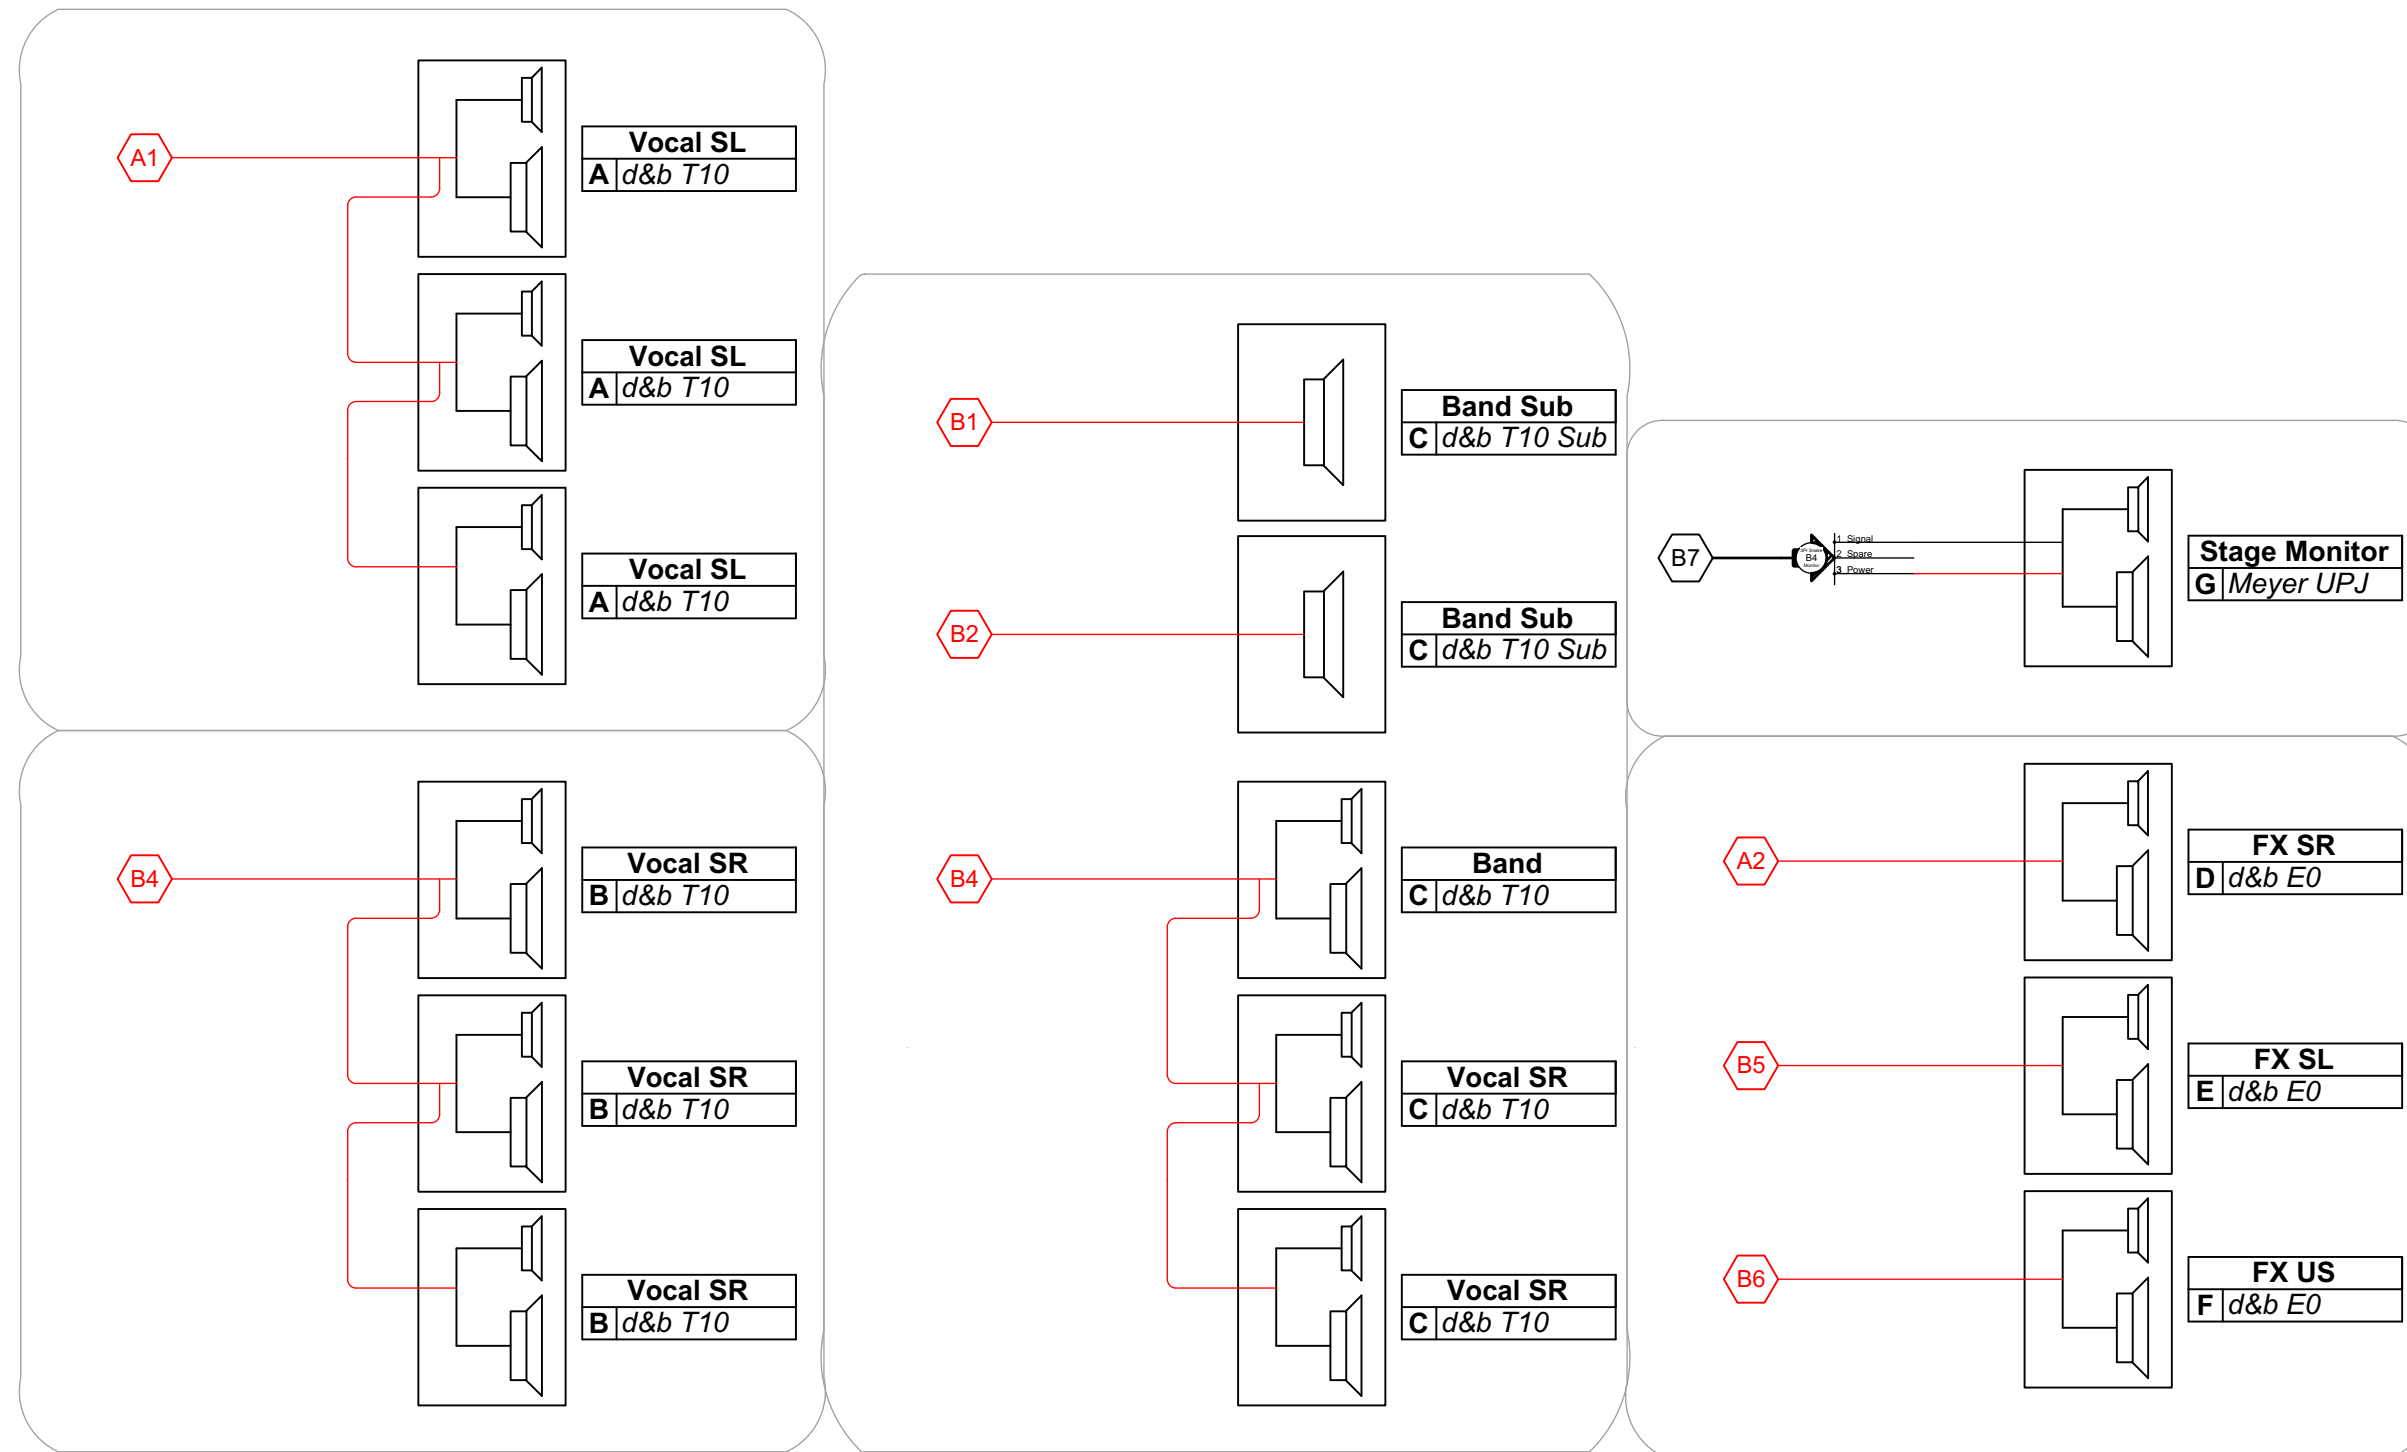 A1
Vocal SL
A d&b T10
Vocal SL
A d&b T10
Vocal SL
A d&b T10
B4
Vocal SR
B d&b T10
Vocal SR
B d&b T10
Vocal SR
B d&b T10
B1
Band Sub
C d&b T10 Sub
B2
Band Sub
C d&b T10 Sub
B4
Band
C d&b T10
Vocal SR
C d&b T10
Vocal SR
C d&b T10
B7
B4
Monitor
1 Signal
2 Spare
3 Power
Stage Monitor
G Meyer UPJ
A2
FX SR
D d&b E0
B5
FX SL
E d&b E0
B6
FX US
F d&b E0